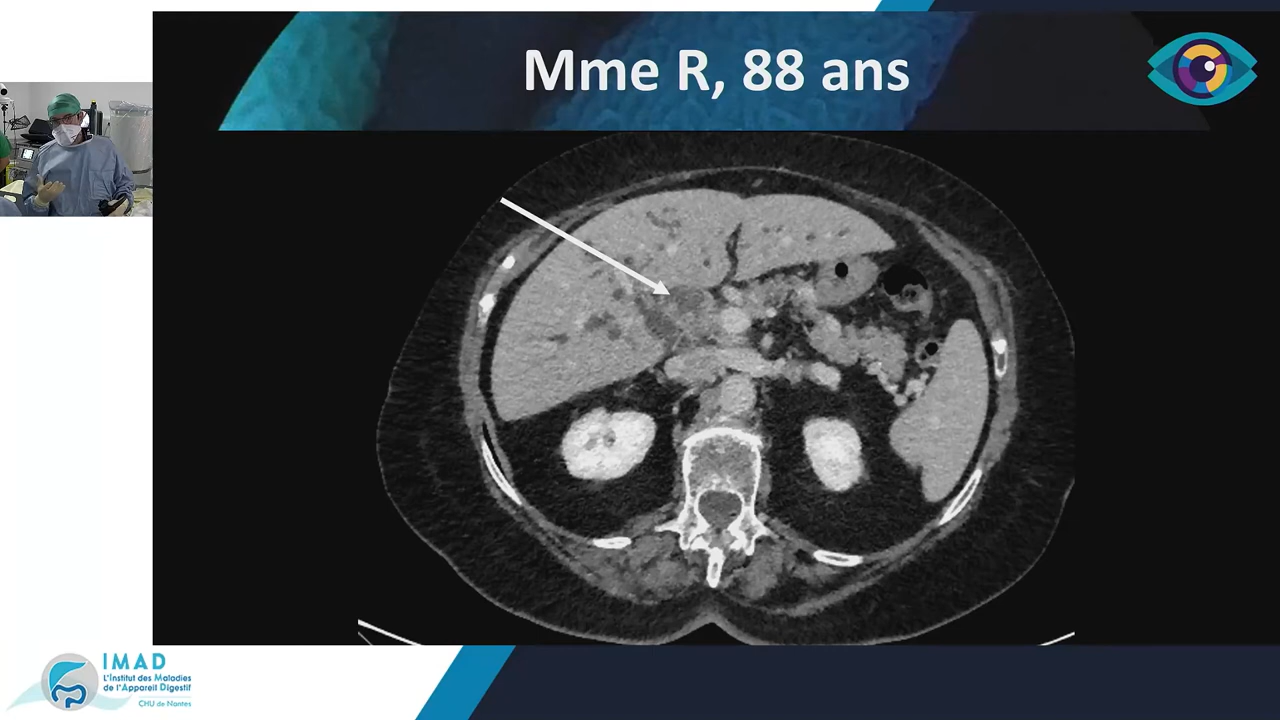 Mme R, 88 ans
IMAD
L'Institut des Maladies
de l'Appareil Digestif
CHU de Nantes